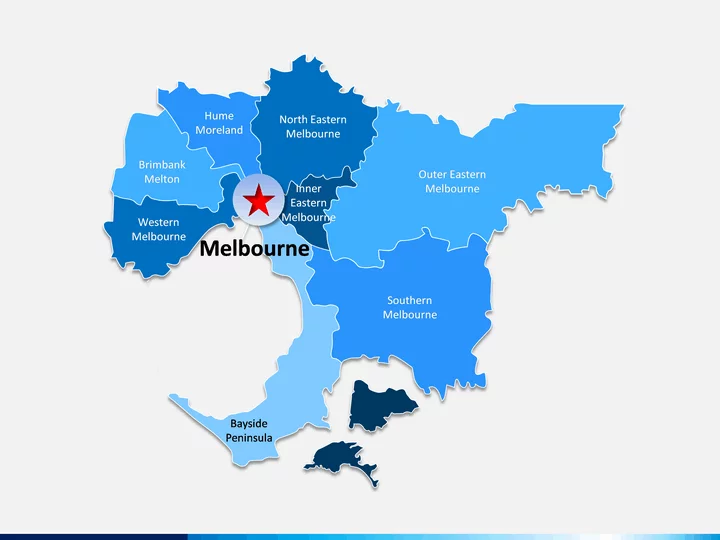 Hume
Moreland
North Eastern
Melbourne
Brimbank
Melton
Outer Eastern
Melbourne
Inner
Eastern
Melbourne
Western
Melbourne
Melbourne
Southern
Melbourne
Bayside
Peninsula